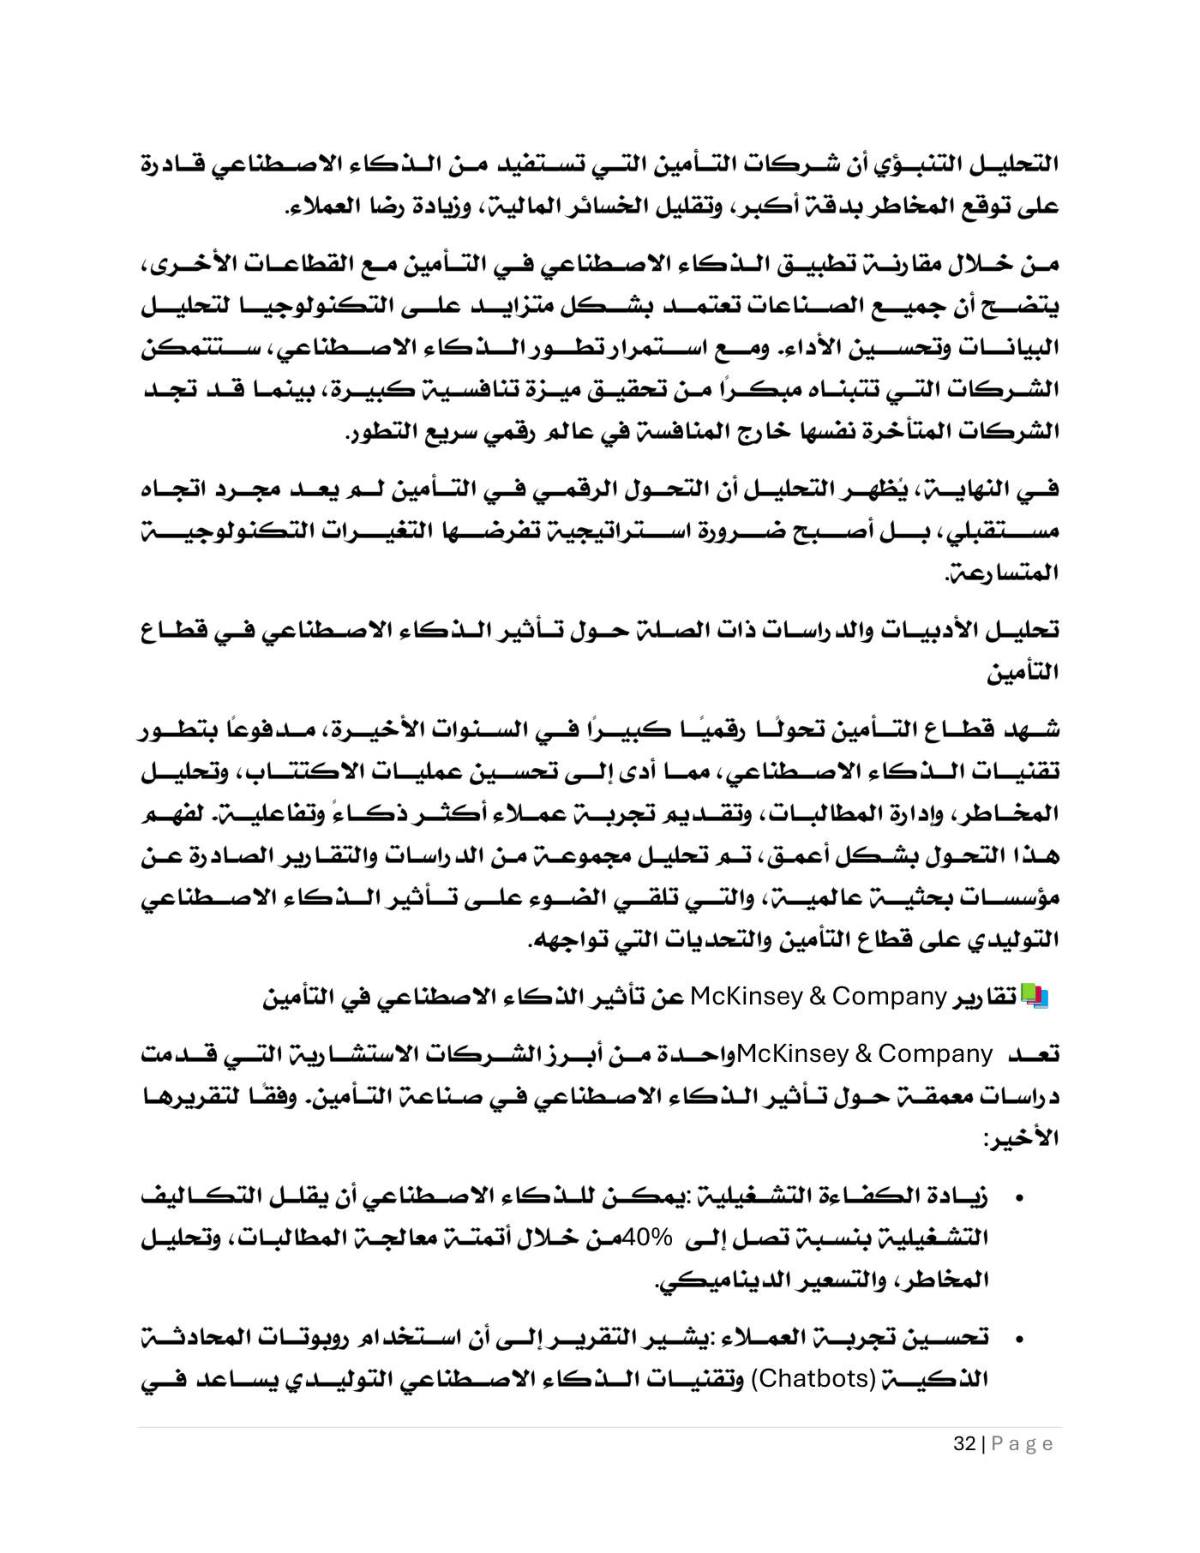 التحليل التنبؤي أن شركات التأمين التي تستفيد من الذكاء الاصطناعي قادرة
على توقع المخاطر بدقة أكبر، وتقليل الخسائر المالية، وزيادة رضا العملاء.
من خلال مقارنة تطبيق الذكاء الاصطناعي في التأمين مع القطاعات الأخرى،
يتضح أن جميع الصناعات تعتمد بشكل متزايد على التكنولوجيا لتحليل
البيانات وتحسين الأداء. ومع استمرار تطور الذكاء الاصطناعي، ستتمكن
الشركات التي تتبناه مبكرًا من تحقيق ميزة تنافسية كبيرة، بينما قد تجد
الشركات المتأخرة نفسها خارج المنافسة في عالم رقمي سريع التطور.
في النهاية، يُظهر التحليل أن التحول الرقمي في التأمين لم يعد مجرد اتجاه
مستقبلي، بل أصبح ضرورة استراتيجية تفرضها التغيرات التكنولوجية
المتسارعة.
تحليل الأدبيات والدراسات ذات الصلة حول تأثير الذكاء الاصطناعي في قطاع
التأمين
شهد قطاع التأمين تحولًا رقميًا كبيرًا في السنوات الأخيرة، مدفوعًا بتطور
تقنيات الذكاء الاصطناعي، مما أدى إلى تحسين عمليات الاكتتاب، وتحليل
المخاطر، وإدارة المطالبات، وتقديم تجربة عملاء أكثر ذكاءً وتفاعلية. لفهم
هذا التحول بشكل أعمق، تم تحليل مجموعة من الدراسات والتقارير الصادرة عن
مؤسسات بحثية عالمية، والتي تلقي الضوء على تأثير الذكاء الاصطناعي
التوليدي على قطاع التأمين والتحديات التي تواجهه.
📚تقارير McKinsey & Company عن تأثير الذكاء الاصطناعي في التأمين
تعد McKinsey & Companyواحدة من أبرز الشركات الاستشارية التي قدمت
دراسات معمقة حول تأثير الذكاء الاصطناعي في صناعة التأمين. وفقًا لتقريرها
الأخير:
• زيادة الكفاءة التشغيلية :يمكن للذكاء الاصطناعي أن يقلل التكاليف
التشغيلية بنسبة تصل إلى 40%من خلال أتمتة معالجة المطالبات، وتحليل
المخاطر، والتسعير الديناميكي.
• تحسين تجربة العملاء :يشير التقرير إلى أن استخدام روبوتات المحادثة
الذكية (Chatbots) وتقنيات الذكاء الاصطناعي التوليدي يساعد في
32 | Page